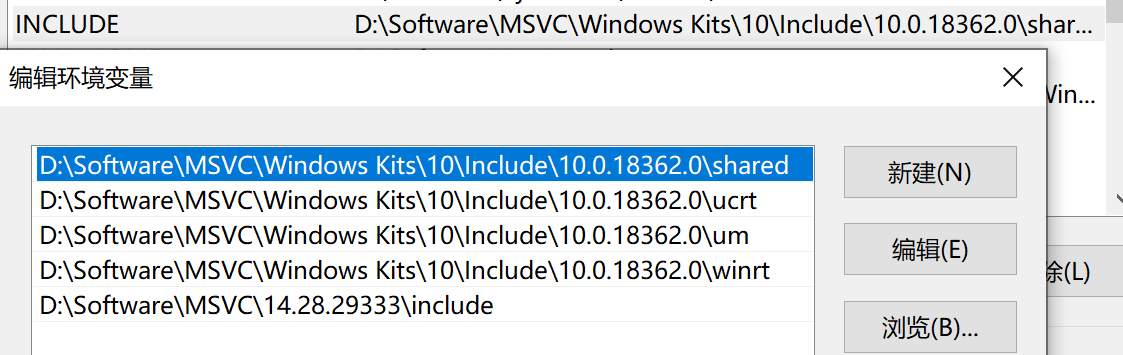 INCLUDE D:\Software\MSVC\Windows Kits\10\Include\10.0.18362.0\shar...
编辑环境变量
Vin...
D:\Software\MSVC\Windows Kits\10\Include\10.0.18362.0\shared
新建(N)
D:\Software\MSVC\Windows Kits\10\Include\10.0.18362.0\ucrt
D:\Software\MSVC\Windows Kits\10\Include\10.0.18362.0\um
编辑(E)
D:\Software\MSVC\Windows Kits\10\Include\10.0.18362.0\winrt
除(L)
D:\Software\MSVC\14.28.29333\include
浏览(B)...